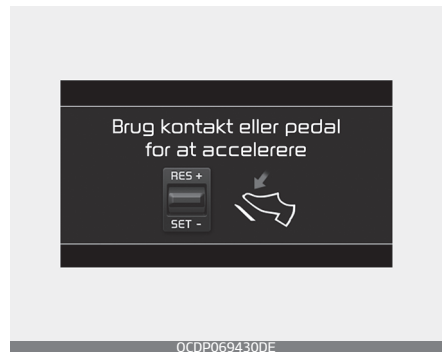 Brug kontakt eller pedal
for at accelerere
RES +
SET -
OCDP069430DE